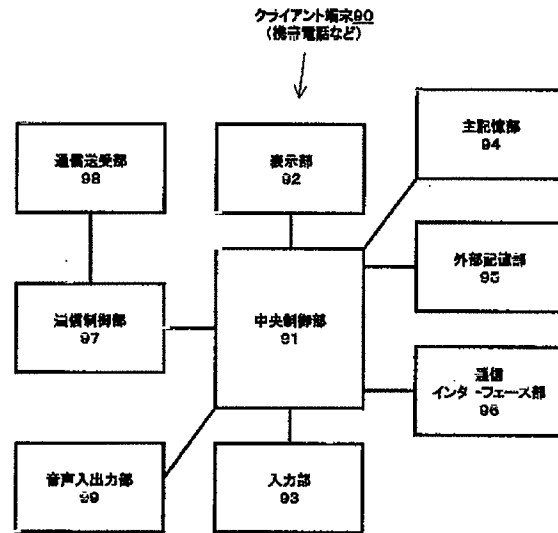 クライアント端末90
(携帯電話など)
主記憶部
94
通信送受部
98
表示部
92
外部記憶部
95
通信制御部
97
中央制御部
91
通信
インターフェース部
96
音声入出力部
99
入力部
93